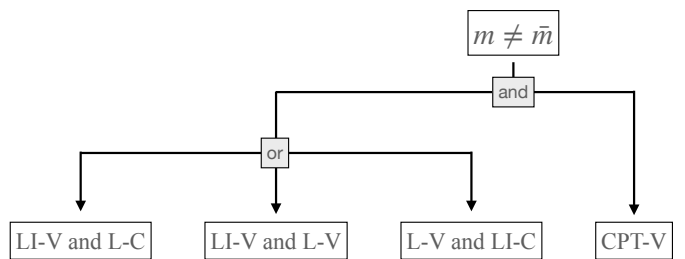 m ≠ m̄
and
or
LI-V and L-C
LI-V and L-V
L-V and LI-C
CPT-V